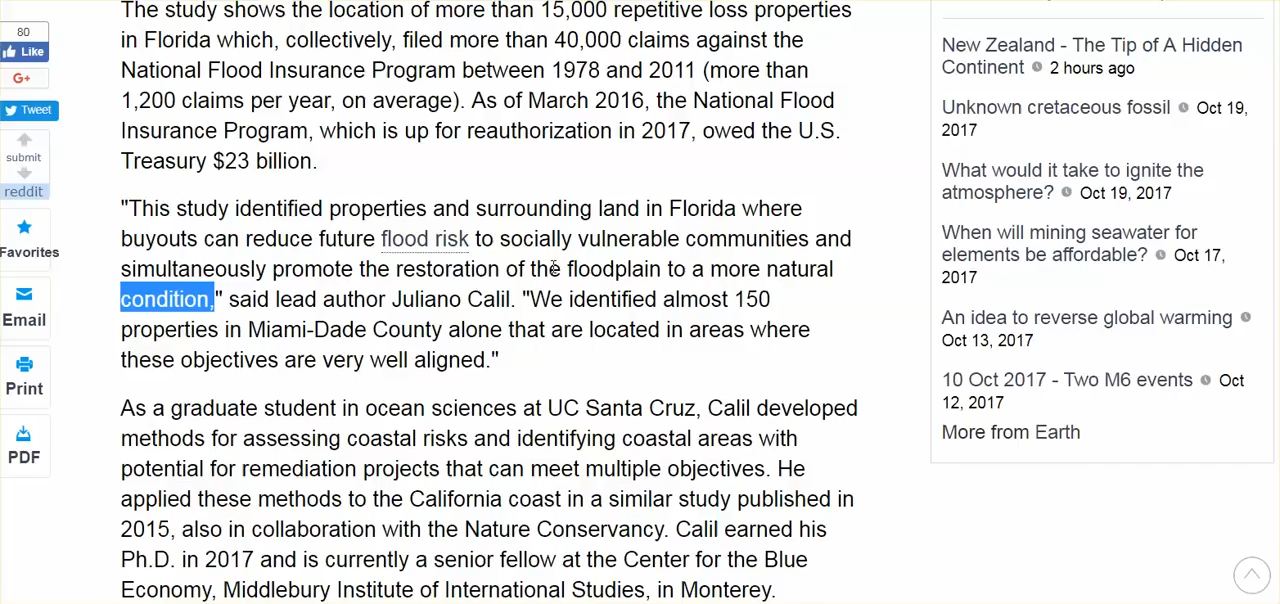 The study shows the location of more than 15,000 repetitive loss properties
in Florida which, collectively, filed more than 40,000 claims against the
National Flood Insurance Program between 1978 and 2011 (more than
1,200 claims per year, on average). As of March 2016, the National Flood
Insurance Program, which is up for reauthorization in 2017, owed the U.S.
Treasury $23 billion.
"This study identified properties and surrounding land in Florida where
buyouts can reduce future flood risk to socially vulnerable communities and
simultaneously promote the restoration of the floodplain to a more natural
condition," said lead author Juliano Calil. "We identified almost 150
properties in Miami-Dade County alone that are located in areas where
these objectives are very well aligned."
As a graduate student in ocean sciences at UC Santa Cruz, Calil developed
methods for assessing coastal risks and identifying coastal areas with
potential for remediation projects that can meet multiple objectives. He
applied these methods to the California coast in a similar study published in
2015, also in collaboration with the Nature Conservancy. Calil earned his
Ph.D. in 2017 and is currently a senior fellow at the Center for the Blue
Economy, Middlebury Institute of International Studies, in Monterey.
80
Like
G+
Tweet
submit
reddit
Favorites
Email
Print
PDF
New Zealand - The Tip of A Hidden
Continent 2 hours ago
Unknown cretaceous fossil Oct 19,
2017
What would it take to ignite the
atmosphere? Oct 19, 2017
When will mining seawater for
elements be affordable? Oct 17,
2017
An idea to reverse global warming
Oct 13, 2017
10 Oct 2017 - Two M6 events Oct
12, 2017
More from Earth